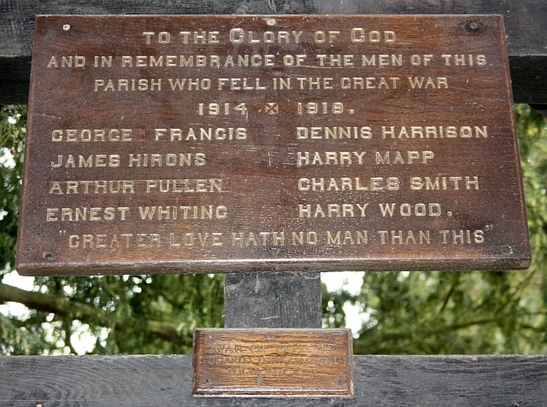 TO THE GLORY OF GOD
AND IN REMEMBRANCE OF THE MEN OF THIS
PARISH WHO FELL IN THE GREAT WAR
1914 ✠ 1918.
GEORGE FRANCIS DENNIS HARRISON
JAMES HIRONS HARRY MAPP
ARTHUR PULLEN CHARLES SMITH
ERNEST WHITING HARRY WOOD.
"GREATER LOVE HATH NO MAN THAN THIS"